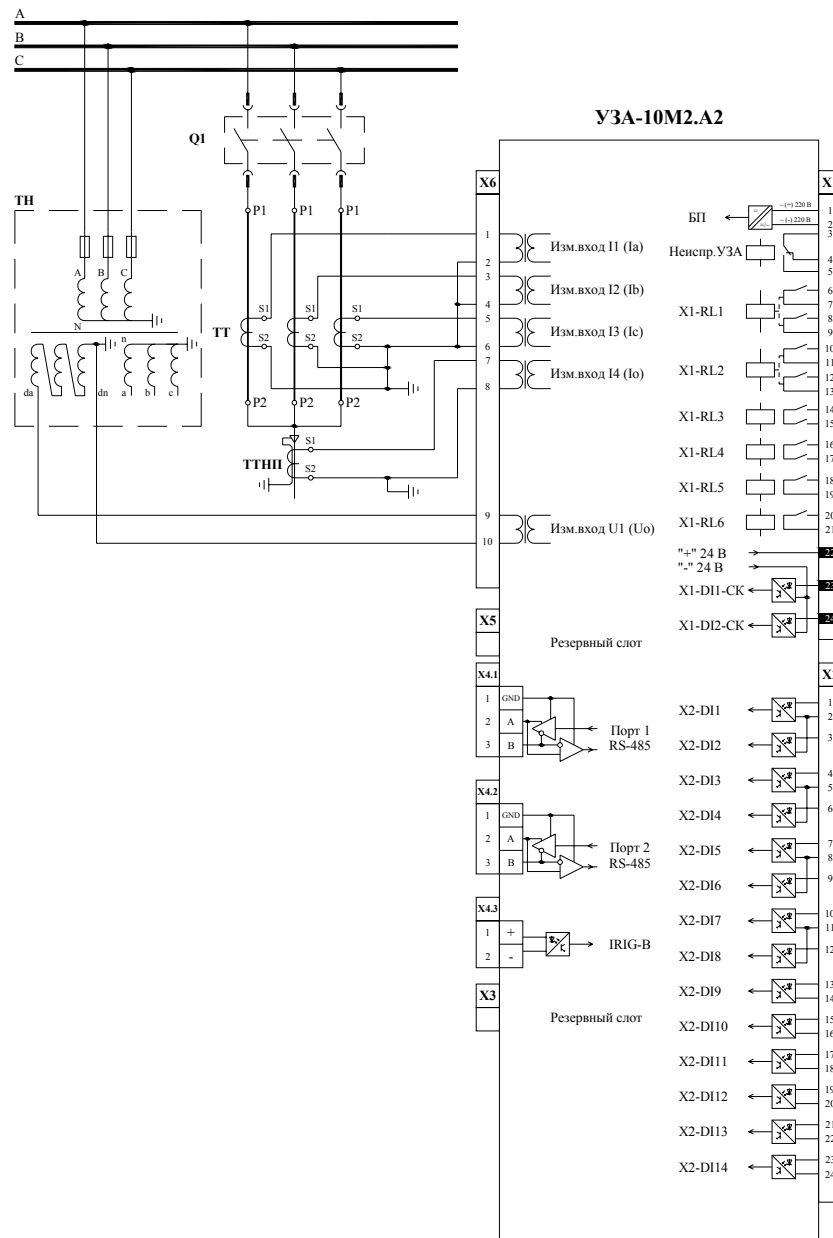 A
B
C
УЗА-10М2.А2
Q1
X6
X
ТН
P1 P1 P1
БП
~ (+) 220 В
~ (-) 220 В
1
2
3
1
Изм.вход I1 (Ia)
Неиспр.УЗА
2
4
3
5
A B C
Изм.вход I2 (Ib)
6
S1 S1 S1
4
X1-RL1
7
5
8
N
ТТ
Изм.вход I3 (Ic)
9
S2 S2 S2
6
10
n
7
X1-RL2
11
Изм.вход I4 (Io)
12
da dn a b c
8
13
P2 P2 P2
X1-RL3
14
15
S1
ТТНП
X1-RL4
16
17
S2
X1-RL5
18
19
9
Изм.вход U1 (Uo)
X1-RL6
20
21
10
"+" 24 В
22
"-" 24 В
X1-DI1-СК
23
X5
X1-DI2-СК
24
Резервный слот
X4.1
1 GND
2 A
3 B
Порт 1
RS-485
X2-DI1
1
2
X2-DI2
3
X2-DI3
4
5
X4.2
1 GND
2 A
3 B
Порт 2
RS-485
X2-DI4
6
X2-DI5
7
8
X2-DI6
9
X4.3
1 +
2 -
IRIG-B
X2-DI7
10
11
X2-DI8
12
X3
Резервный слот
X2-DI9
13
14
X2-DI10
15
16
X2-DI11
17
18
X2-DI12
19
20
X2-DI13
21
22
X2-DI14
23
24